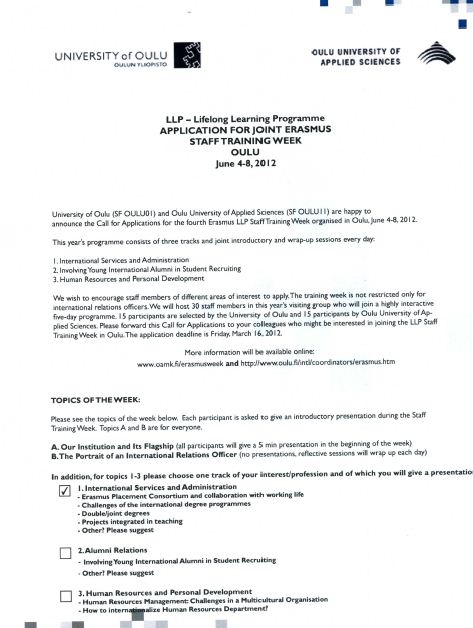 UNIVERSITY of OULU
OULUN YLIOPISTO
OULU UNIVERSITY OF
APPLIED SCIENCES
LLP – Lifelong Learning Programme
APPLICATION FOR JOINT ERASMUS
STAFF TRAINING WEEK
OULU
June 4-8, 2012
University of Oulu (SF OULU01) and Oulu University of Applied Sciences (SF OULU11) are happy to
announce the Call for Applications for the fourth Erasmus LLP Staff Training Week organised in Oulu, June 4-8, 2012.
This year's programme consists of three tracks and joint introductory and wrap-up sessions every day:
1. International Services and Administration
2. Involving Young International Alumni in Student Recruiting
3. Human Resources and Personal Development
We wish to encourage staff members of different areas of interest to apply. The training week is not restricted only for
international relations officers. We will host 30 staff members in this year's visiting group who will join a highly interactive
five-day programme. 15 participants are selected by the University of Oulu and 15 participants by Oulu University of Ap-
plied Sciences. Please forward this Call for Applications to your colleagues who might be interested in joining the LLP Staff
Training Week in Oulu. The application deadline is Friday, March 16, 2012.
More information will be available online:
www.oamk.fi/erasmusweek and http://www.oulu.fi/intl/coordinators/erasmus.htm
TOPICS OF THE WEEK:
Please see the topics of the week below. Each participant is asked to give an introductory presentation during the Staff
Training Week. Topics A and B are for everyone.
A. Our Institution and Its Flagship (all participants will give a 5i min presentation in the beginning of the week)
B. The Portrait of an International Relations Officer (no presentations, reflective sessions will wrap up each day)
In addition, for topics 1-3 please choose one track of your interest/profession and of which you will give a presentatio
1. International Services and Administration
- Erasmus Placement Consortium and collaboration with working life
- Challenges of the international degree programmes
- Double/joint degrees
- Projects integrated in teaching
- Other? Please suggest
2. Alumni Relations
- Involving Young International Alumni in Student Recruiting
- Other? Please suggest
3. Human Resources and Personal Development
- Human Resources Management: Challenges in a Multicultural Organisation
- How to internationalize Human Resources Department?